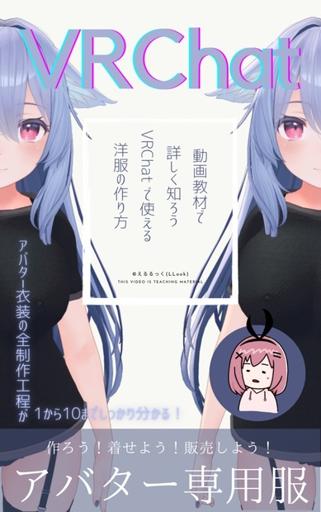 VRChat
動画教材で
詳しく知ろう
VRChatで使える
洋服の作り方
©えるるっく(LLook)
THIS VIDEO IS TEACHING MATERIAL
アバター衣装の全制作工程が
1から10までしっかり分かる！
作ろう！着せよう！販売しよう！
アバター専用服